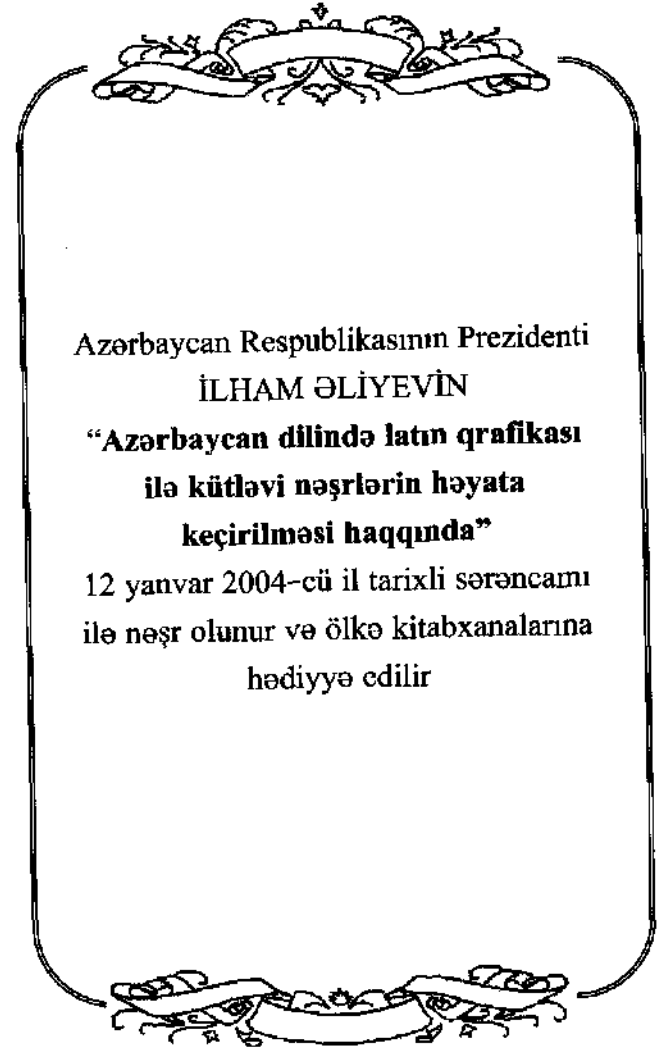 Azərbaycan Respublikasının Prezidenti
İLHAM ƏLİYEVİN
“Azərbaycan dilində latın qrafikası
ilə kütləvi nəşrlərin həyata
keçirilməsi haqqında”
12 yanvar 2004-cü il tarixli sərəncamı
ilə nəşr olunur və ölkə kitabxanalarına
hədiyyə edilir